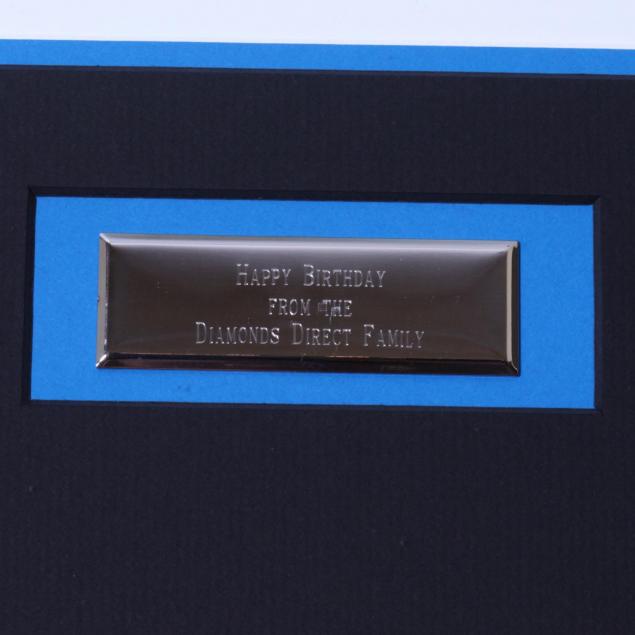 Happy Birthday
from the
Diamonds Direct Family